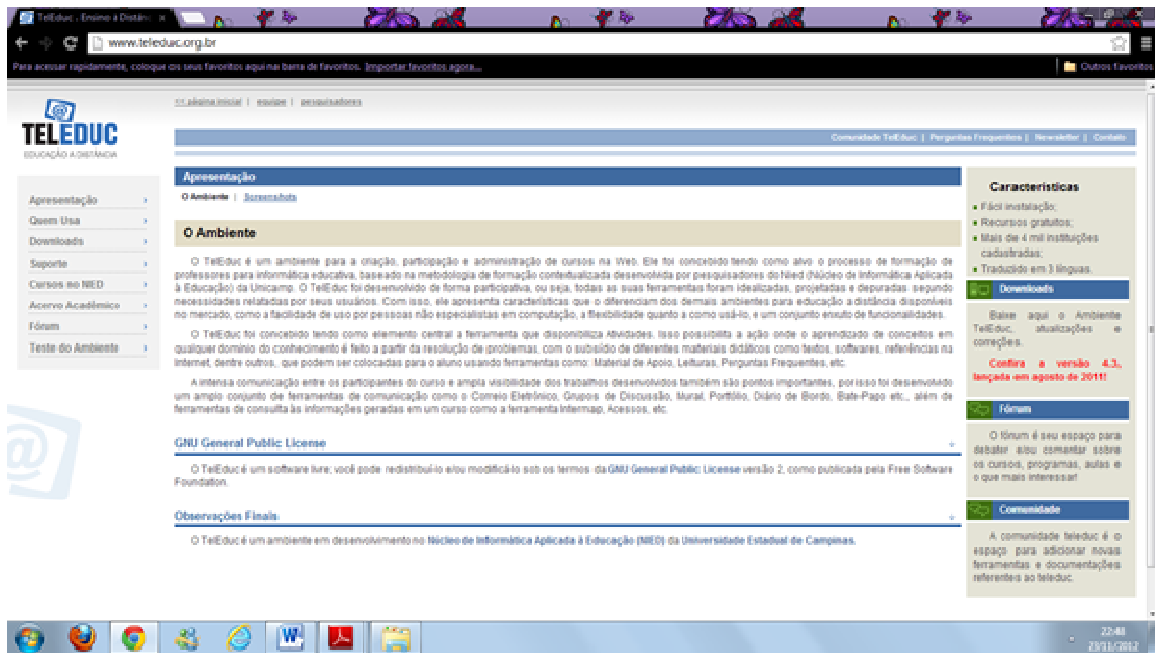 TelEduc . Ensino a Distânc
www.teleduc.org.br
Para acessar rapidamente, coloque os seus favoritos aqui na barra de favoritos. Importar favoritos agora...
Outros favoritos
<< página inicial | equipe | pesquisadores
TELEDUC
EDUCAÇÃO A DISTÂNCIA
Comunidade TelEduc | Perguntas Frequentes | Newsletter | Contato
Apresentação
Quem Usa
Downloads
Suporte
Cursos no NIED
Acervo Acadêmico
Fórum
Teste do Ambiente
Apresentação
O Ambiente | Screenshots
O Ambiente
O TelEduc é um ambiente para a criação, participação e administração de cursos na Web. Ele foi concebido tendo como alvo o processo de formação de
professores para informática educativa, baseado na metodologia de formação contextualizada desenvolvida por pesquisadores do Nied (Núcleo de Informática Aplicada
à Educação) da Unicamp. O TelEduc foi desenvolvido de forma participativa, ou seja, todas as suas ferramentas foram idealizadas, projetadas e depuradas segundo
necessidades relatadas por seus usuários. Com isso, ele apresenta características que o diferenciam dos demais ambientes para educação a distância disponíveis
no mercado, como a facilidade de uso por pessoas não especialistas em computação, a flexibilidade quanto a como usá-lo, e um conjunto enxuto de funcionalidades.
O TelEduc foi concebido tendo como elemento central a ferramenta que disponibiliza Atividades. Isso possibilita a ação onde o aprendizado de conceitos em
qualquer domínio do conhecimento é feito a partir da resolução de problemas, com o subsídio de diferentes materiais didáticos como textos, softwares, referências na
Internet, dentre outros, que podem ser colocadas para o aluno usando ferramentas como: Material de Apoio, Leituras, Perguntas Frequentes, etc.
A intensa comunicação entre os participantes do curso e ampla visibilidade dos trabalhos desenvolvidos também são pontos importantes, por isso foi desenvolvido
um amplo conjunto de ferramentas de comunicação como o Correio Eletrônico, Grupos de Discussão, Mural, Portfólio, Diário de Bordo, Bate-Papo etc., além de
ferramentas de consulta às informações geradas em um curso como a ferramenta Intermap, Acessos, etc.
GNU General Public License
O TelEduc é um software livre; você pode redistribuí-lo e/ou modificá-lo sob os termos da GNU General Public License versão 2, como publicada pela Free Software
Foundation.
Observações Finais
O TelEduc é um ambiente em desenvolvimento no Núcleo de Informática Aplicada à Educação (NIED) da Universidade Estadual de Campinas.
Características
Fácil instalação;
Recursos gratuitos;
Mais de 4 mil instituições
cadastradas;
Traduzido em 3 línguas.
Downloads
Baixe aqui o Ambiente
TelEduc, atualizações e
correções.
Confira a versão 4.3,
lançada em agosto de 2011!
Fórum
O fórum é seu espaço para
debater e/ou comentar sobre
os cursos, programas, aulas e
o que mais interessar!
Comunidade
A comunidade teleduc é o
espaço para adicionar novas
ferramentas e documentações
referentes ao teleduc.
22:48
23/11/2012